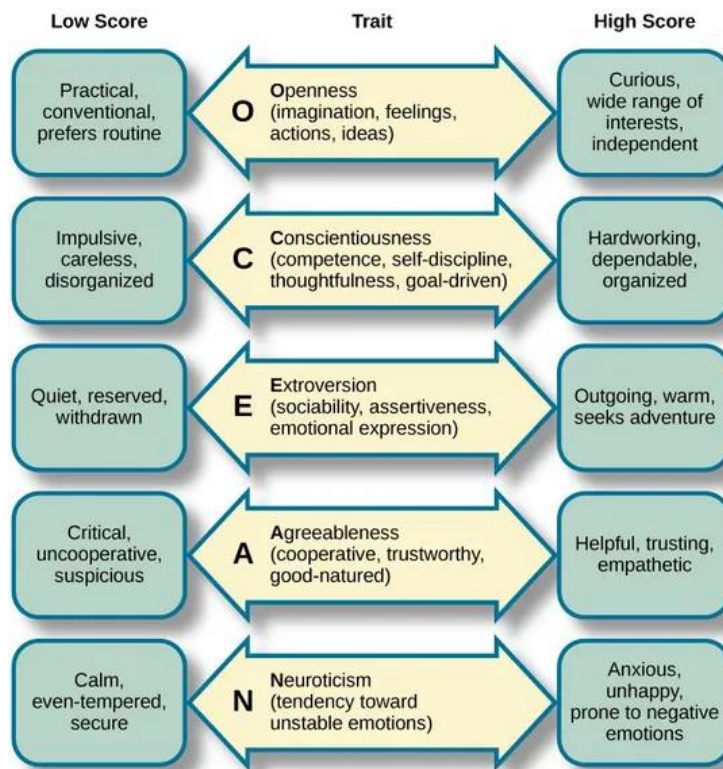 Low Score
Trait
High Score
Practical,
conventional,
prefers routine
O
Openness
(imagination, feelings,
actions, ideas)
Curious,
wide range of
interests,
independent
Impulsive,
careless,
disorganized
C
Conscientiousness
(competence, self-discipline,
thoughtfulness, goal-driven)
Hardworking,
dependable,
organized
Quiet, reserved,
withdrawn
E
Extroversion
(sociability, assertiveness,
emotional expression)
Outgoing, warm,
seeks adventure
Critical,
uncooperative,
suspicious
A
Agreeableness
(cooperative, trustworthy,
good-natured)
Helpful, trusting,
empathetic
Calm,
even-tempered,
secure
N
Neuroticism
(tendency toward
unstable emotions)
Anxious,
unhappy,
prone to negative
emotions